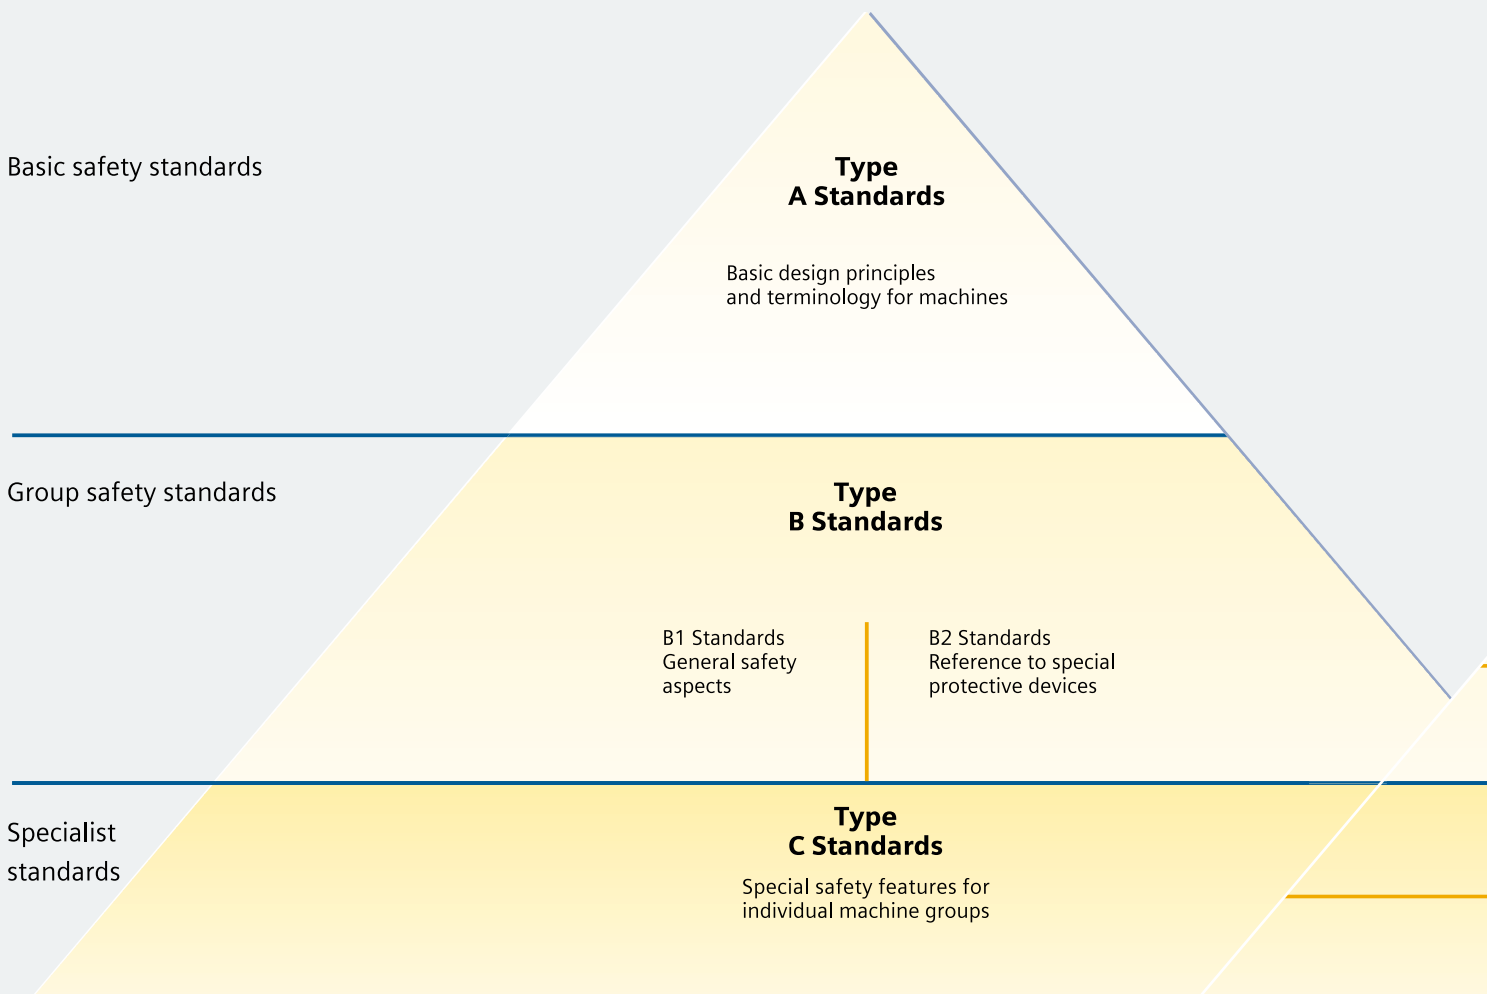 Basic safety standards
Type
A Standards
Basic design principles
and terminology for machines
Group safety standards
Type
B Standards
B1 Standards
General safety
aspects
B2 Standards
Reference to special
protective devices
Specialist
standards
Type
C Standards
Special safety features for
individual machine groups